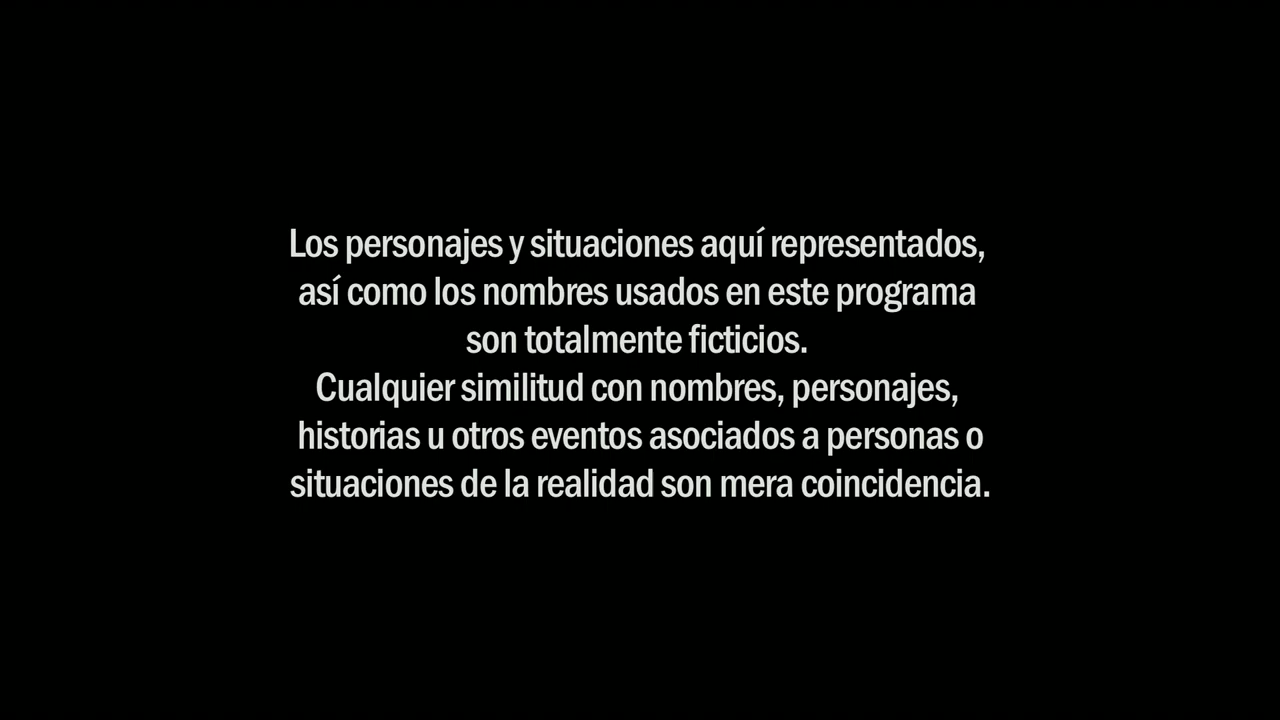 Los personajes y situaciones aquí representados,
así como los nombres usados en este programa
son totalmente ficticios.
Cualquier similitud con nombres, personajes,
historias u otros eventos asociados a personas o
situaciones de la realidad son mera coincidencia.